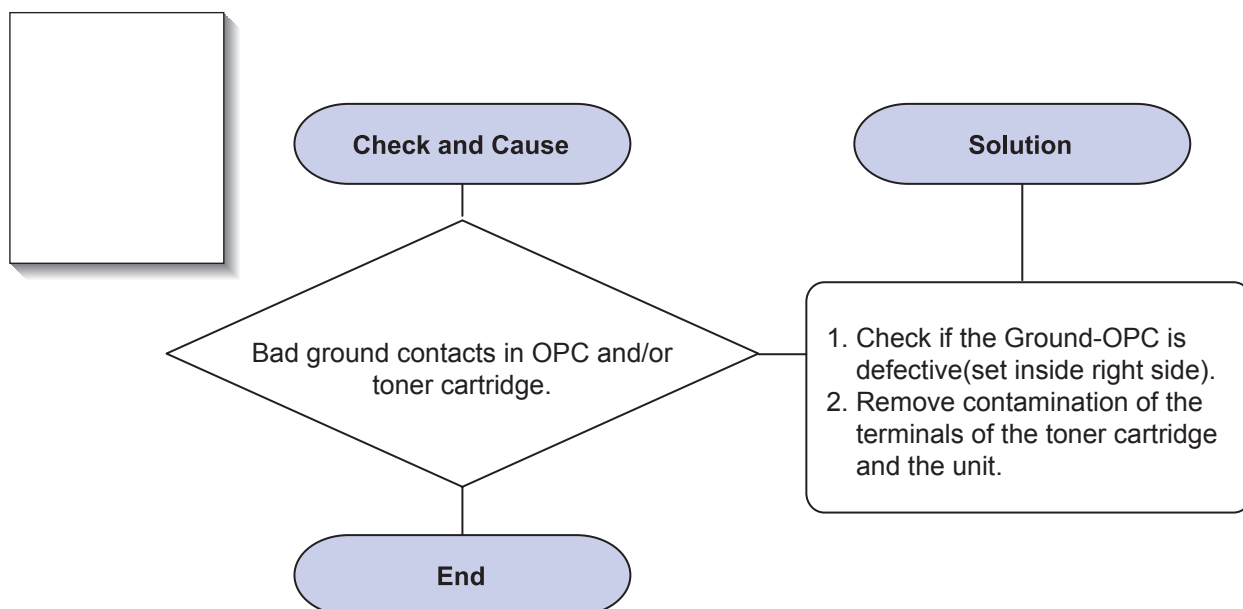 Check and Cause
Solution
Bad ground contacts in OPC and/or
toner cartridge.
1. Check if the Ground-OPC is
defective(set inside right side).
2. Remove contamination of the
terminals of the toner cartridge
and the unit.
End